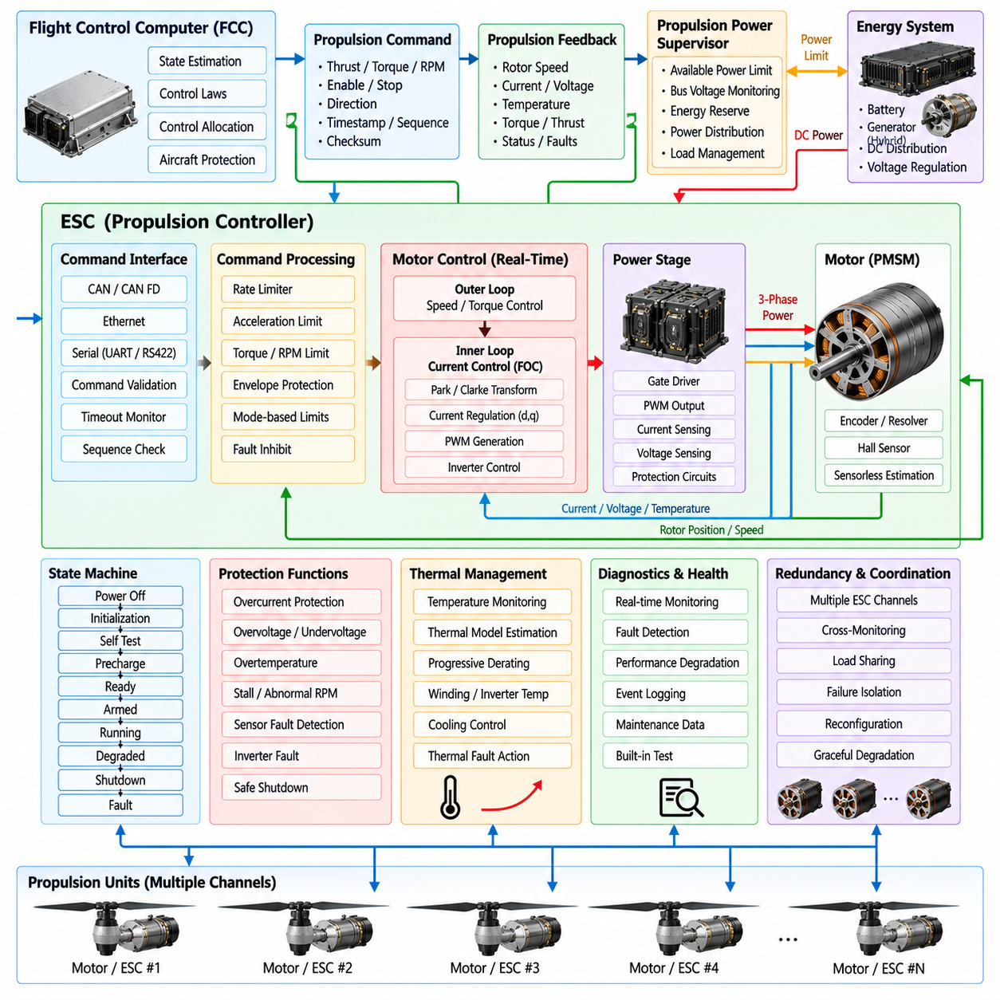 Flight Control Computer (FCC)
State Estimation
Control Laws
Control Allocation
Aircraft Protection
Propulsion Command
• Thrust / Torque / RPM
• Enable / Stop
• Direction
• Timestamp / Sequence
• Checksum
Propulsion Feedback
• Rotor Speed
• Current / Voltage
• Temperature
• Torque / Thrust
• Status / Faults
Propulsion Power
Supervisor
• Available Power Limit
• Bus Voltage Monitoring
• Energy Reserve
• Power Distribution
• Load Management
Power
Limit
DC Power
Energy System
• Battery
• Generator
(Hybrid)
• DC Distribution
• Voltage Regulation
ESC (Propulsion Controller)
Command Interface
CAN / CAN FD
Ethernet
Serial (UART / RS422)
Command Validation
Timeout Monitor
Sequence Check
Command Processing
Rate Limiter
Acceleration Limit
Torque / RPM Limit
Envelope Protection
Mode-based Limits
Fault Inhibit
Motor Control (Real-Time)
Outer Loop
Speed / Torque Control
Inner Loop
Current Control (FOC)
Park / Clarke Transform
Current Regulation (d,q)
PWM Generation
Inverter Control
Power Stage
Gate Driver
PWM Output
Current Sensing
Voltage Sensing
Protection Circuits
3-Phase
Power
Motor (PMSM)
Encoder / Resolver
Hall Sensor
Sensorless Estimation
Current / Voltage / Temperature
Rotor Position / Speed
State Machine
Power Off
Initialization
Self Test
Precharge
Ready
Armed
Running
Degraded
Shutdown
Fault
Protection Functions
Overcurrent Protection
Overvoltage / Undervoltage
Overtemperature
Stall / Abnormal RPM
Sensor Fault Detection
Inverter Fault
Safe Shutdown
Thermal Management
Temperature Monitoring
Thermal Model Estimation
Progressive Derating
Winding / Inverter Temp
Cooling Control
Thermal Fault Action
Diagnostics & Health
Real-time Monitoring
Fault Detection
Performance Degradation
Event Logging
Maintenance Data
Built-in Test
Redundancy & Coordination
Multiple ESC Channels
Cross-Monitoring
Load Sharing
Failure Isolation
Reconfiguration
Graceful Degradation
...
Propulsion Units (Multiple Channels)
...
Motor / ESC #1
Motor / ESC #2
Motor / ESC #3
Motor / ESC #4
Motor / ESC #N